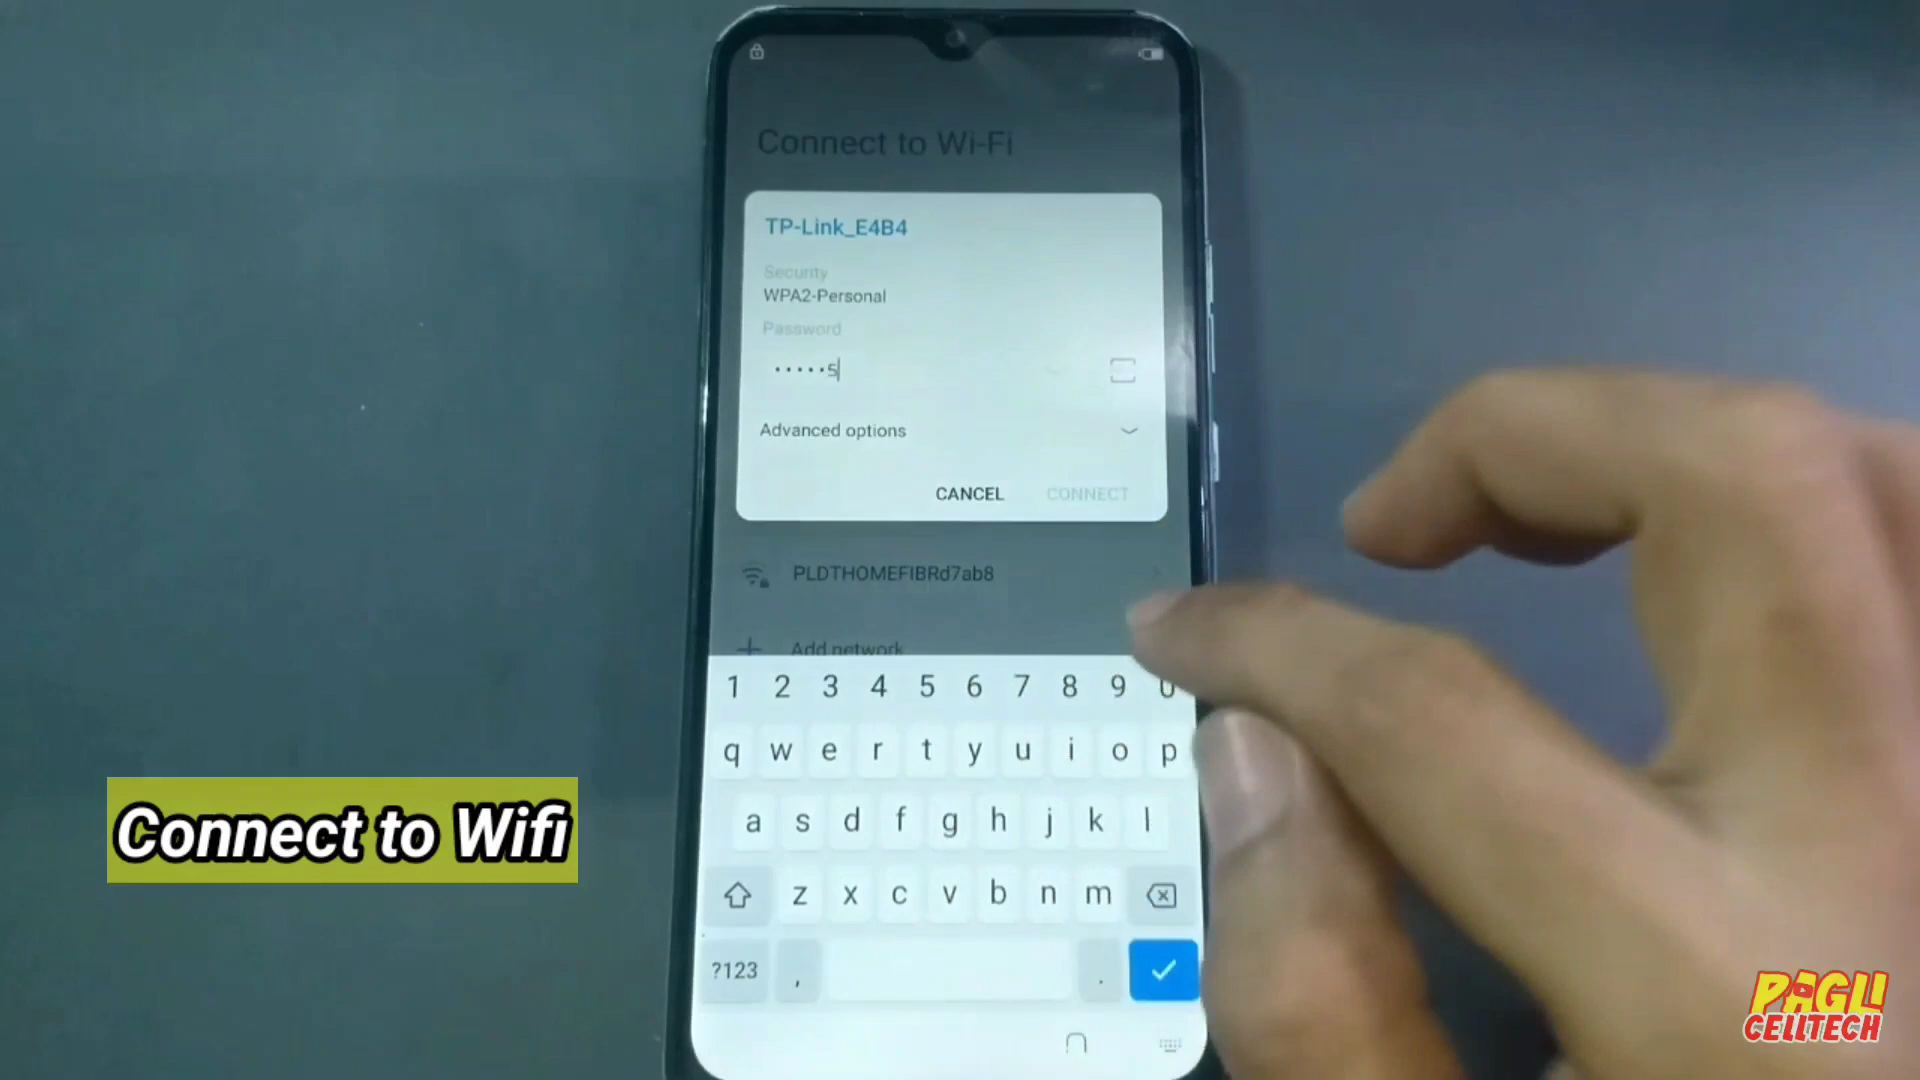 Connect to Wi-Fi
TP-Link_E4B4
Security
WPA2-Personal
Password
•••••5
Advanced options
CANCEL CONNECT
PLDTHOMEFIBRd7ab8
Add network
1 2 3 4 5 6 7 8 9 0
q w e r t y u i o p
a s d f g h j k l
z x c v b n m
?123 , .
Connect to Wifi
PAGLI
CELLTECH